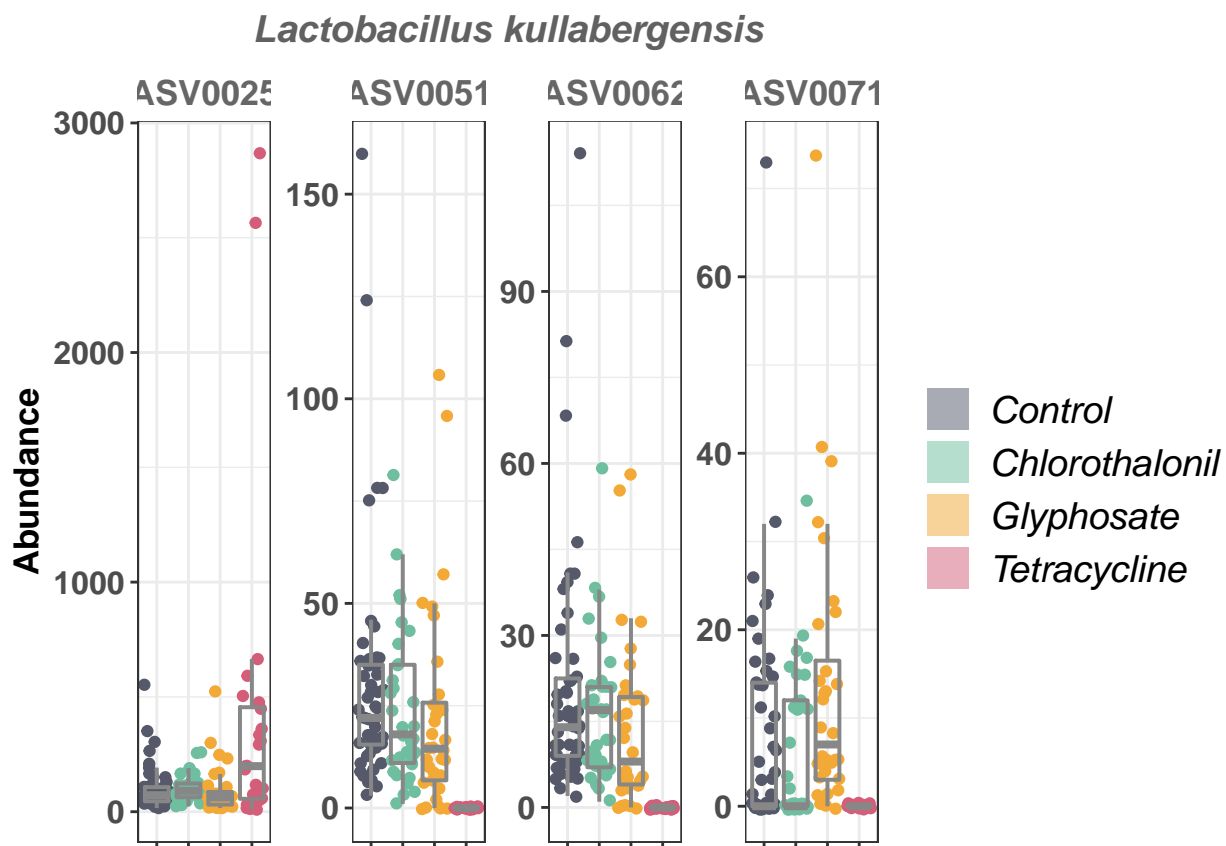 Lactobacillus kullabergensis
ASV0025 ASV0051 ASV0062 ASV0071
Abundance
3000
2000
1000
0
150
100
50
0
90
60
30
0
60
40
20
0
Control
Chlorothalonil
Glyphosate
Tetracycline